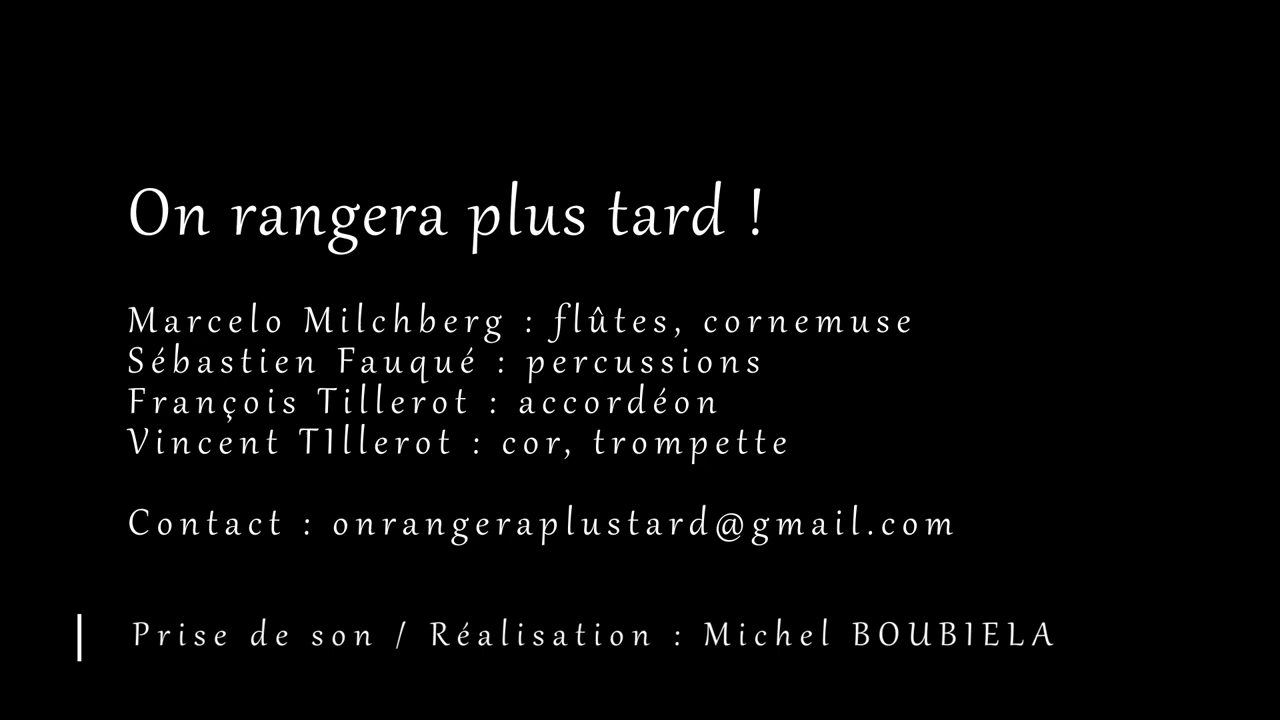 On rangera plus tard !
Marcelo Milchberg : flûtes, cornemuse
Sébastien Fauqué : percussions
François Tillerot : accordéon
Vincent TIllerot : cor, trompette
Contact : onrangeraplustard@gmail.com
Prise de son / Réalisation : Michel BOUBIELA